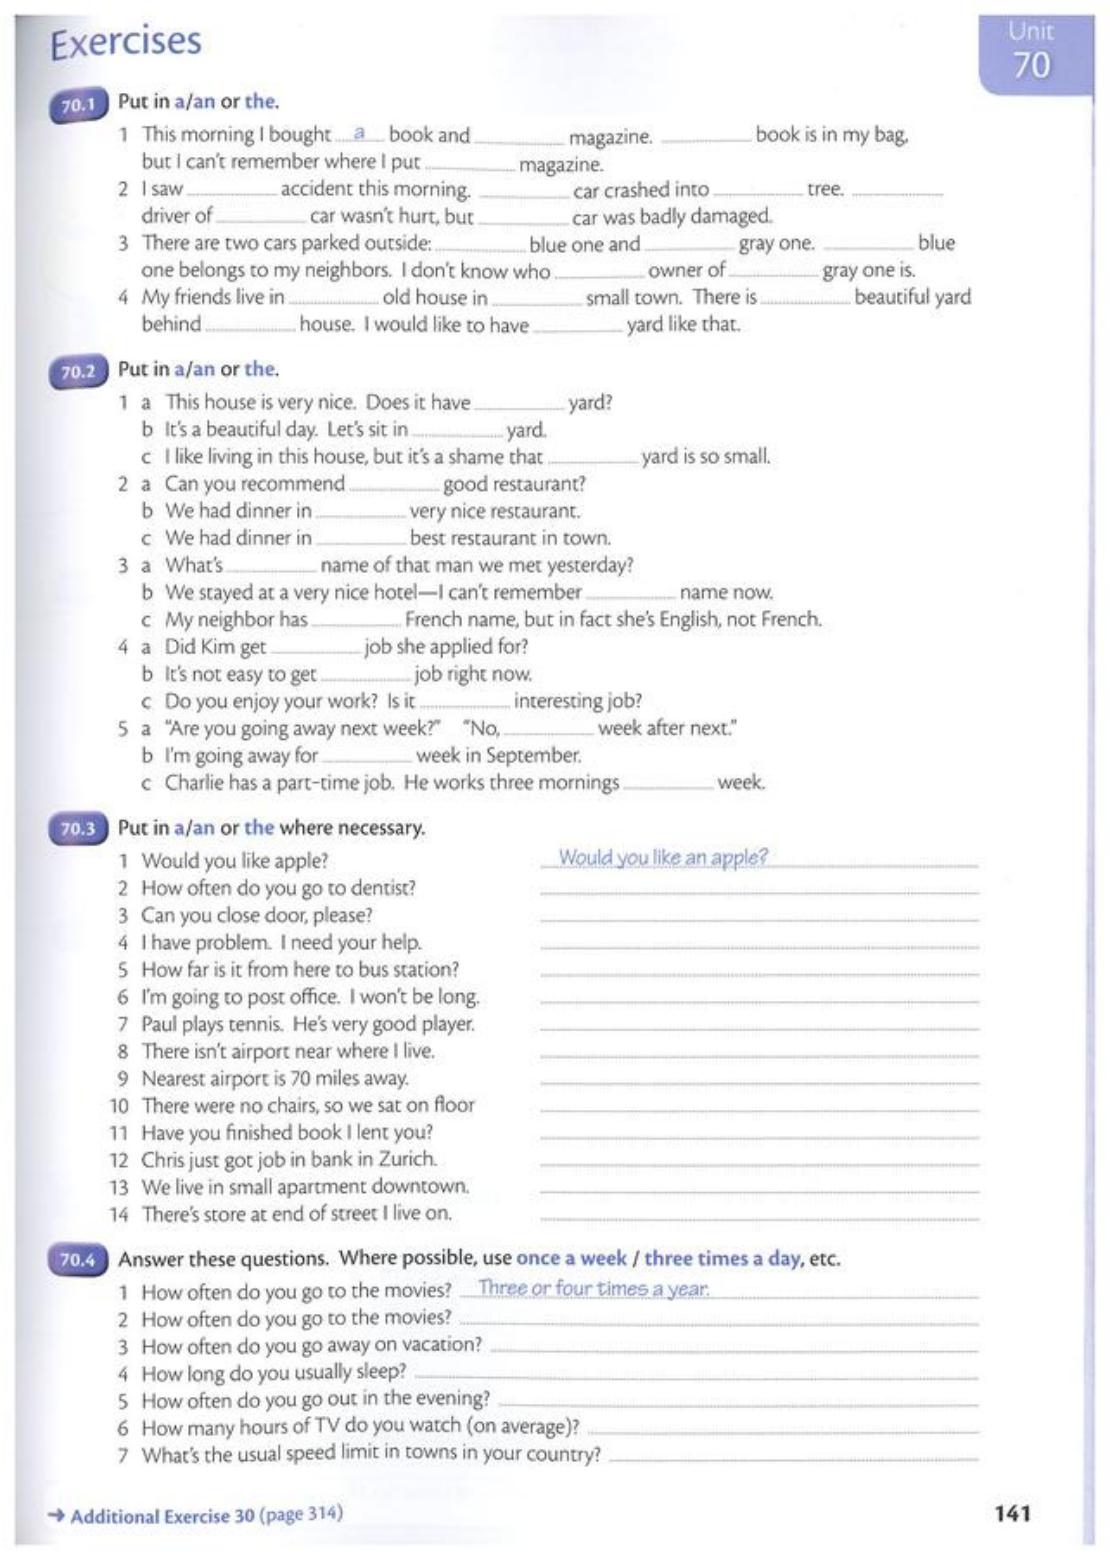 Exercises
Unit
70
70.1 Put in a/an or the.
1 This morning I bought a book and magazine. book is in my bag,
but I can't remember where I put magazine.
2 I saw accident this morning. car crashed into tree.
driver of car wasn't hurt, but car was badly damaged.
3 There are two cars parked outside: blue one and gray one. blue
one belongs to my neighbors. I don't know who owner of gray one is.
4 My friends live in old house in small town. There is beautiful yard
behind house. I would like to have yard like that.
70.2 Put in a/an or the.
1 a This house is very nice. Does it have yard?
b It's a beautiful day. Let's sit in yard.
c I like living in this house, but it's a shame that yard is so small.
2 a Can you recommend good restaurant?
b We had dinner in very nice restaurant.
c We had dinner in best restaurant in town.
3 a What's name of that man we met yesterday?
b We stayed at a very nice hotel—I can't remember name now.
c My neighbor has French name, but in fact she's English, not French.
4 a Did Kim get job she applied for?
b It's not easy to get job right now.
c Do you enjoy your work? Is it interesting job?
5 a "Are you going away next week?" "No, week after next."
b I'm going away for week in September.
c Charlie has a part-time job. He works three mornings week.
70.3 Put in a/an or the where necessary.
1 Would you like apple? Would you like an apple?
2 How often do you go to dentist?
3 Can you close door, please?
4 I have problem. I need your help.
5 How far is it from here to bus station?
6 I'm going to post office. I won't be long.
7 Paul plays tennis. He's very good player.
8 There isn't airport near where I live.
9 Nearest airport is 70 miles away.
10 There were no chairs, so we sat on floor
11 Have you finished book I lent you?
12 Chris just got job in bank in Zurich.
13 We live in small apartment downtown.
14 There's store at end of street I live on.
70.4 Answer these questions. Where possible, use once a week / three times a day, etc.
1 How often do you go to the movies? Three or four times a year.
2 How often do you go to the movies?
3 How often do you go away on vacation?
4 How long do you usually sleep?
5 How often do you go out in the evening?
6 How many hours of TV do you watch (on average)?
7 What's the usual speed limit in towns in your country?
→ Additional Exercise 30 (page 314)
141